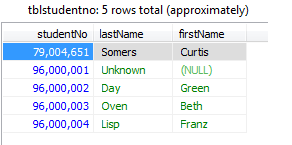 tblstudentno: 5 rows total (approximately)
studentNo lastName firstName
79,004,651 Somers Curtis
96,000,001 Unknown (NULL)
96,000,002 Day Green
96,000,003 Oven Beth
96,000,004 Lisp Franz